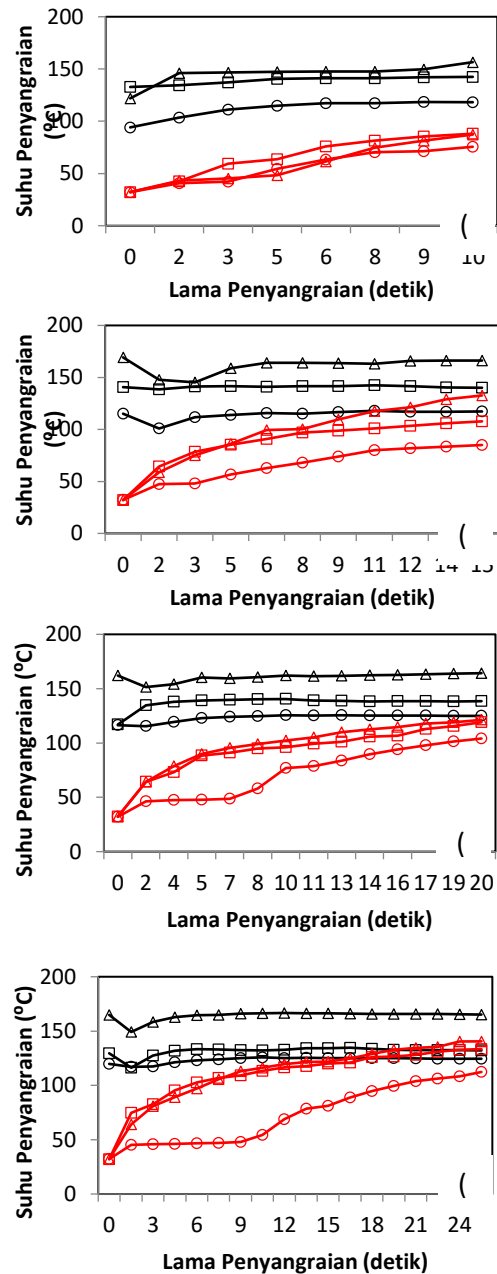 200
150
100
50
0
Suhu Penyangraian
(⁰C)
0 2 3 5 6 8 9 10
(
Lama Penyangraian (detik)
200
150
100
50
0
Suhu Penyangraian
(⁰C)
0 2 3 5 6 8 9 11 12 14 15
(
Lama Penyangraian (detik)
200
150
100
50
0
Suhu Penyangraian (⁰C)
0 2 4 5 7 8 10 11 13 14 16 17 19 20
(
Lama Penyangraian (detik)
200
150
100
50
0
Suhu Penyangraian (⁰C)
0 3 6 9 12 15 18 21 24
(
Lama Penyangraian (detik)